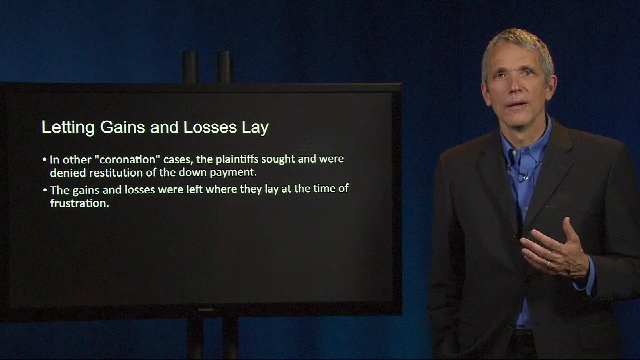 Letting Gains and Losses Lay
• In other "coronation" cases, the plaintiffs sought and were
denied restitution of the down payment.
• The gains and losses were left where they lay at the time of
frustration.